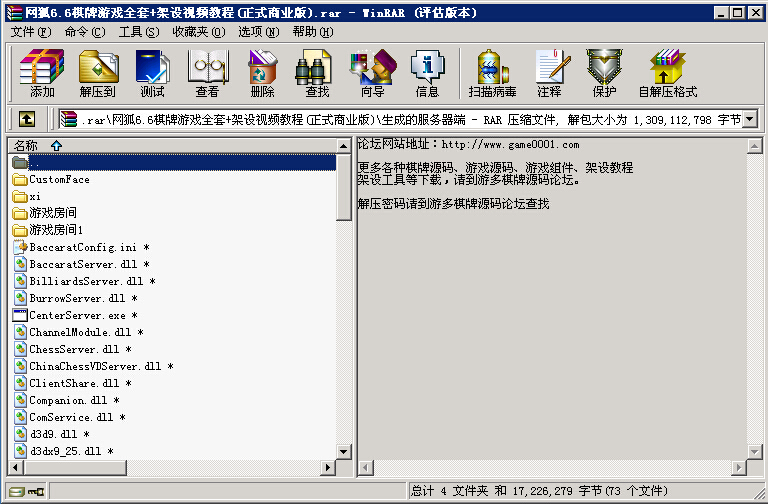 网狐6.6棋牌游戏全套+架设视频教程(正式商业版).rar - WinRAR (评估版本)
文件(F) 命令(C) 工具(S) 收藏夹(O) 选项(N) 帮助(H)
添加 解压到 测试 查看 删除 查找 向导 信息 扫描病毒 注释 保护 自解压格式
.rar\网狐6.6棋牌游戏全套+架设视频教程(正式商业版)\生成的服务器端 - RAR 压缩文件, 解包大小为 1,309,112,798 字节
名称
..
CustomFace
xi
游戏房间
游戏房间1
BaccaratConfig.ini *
BaccaratServer.dll *
BilliardsServer.dll *
BurrowServer.dll *
CenterServer.exe *
ChannelModule.dll *
ChessServer.dll *
ChinaChessVDServer.dll *
ClientShare.dll *
Companion.dll *
ComService.dll *
d3d9.dll *
d3dx9_25.dll *
论坛网站地址：http://www.game0001.com
更多各种棋牌源码、游戏源码、游戏组件、架设教程
架设工具等下载，请到游多棋牌源码论坛。
解压密码请到游多棋牌源码论坛查找
总计 4 文件夹 和 17,226,279 字节(73 个文件)